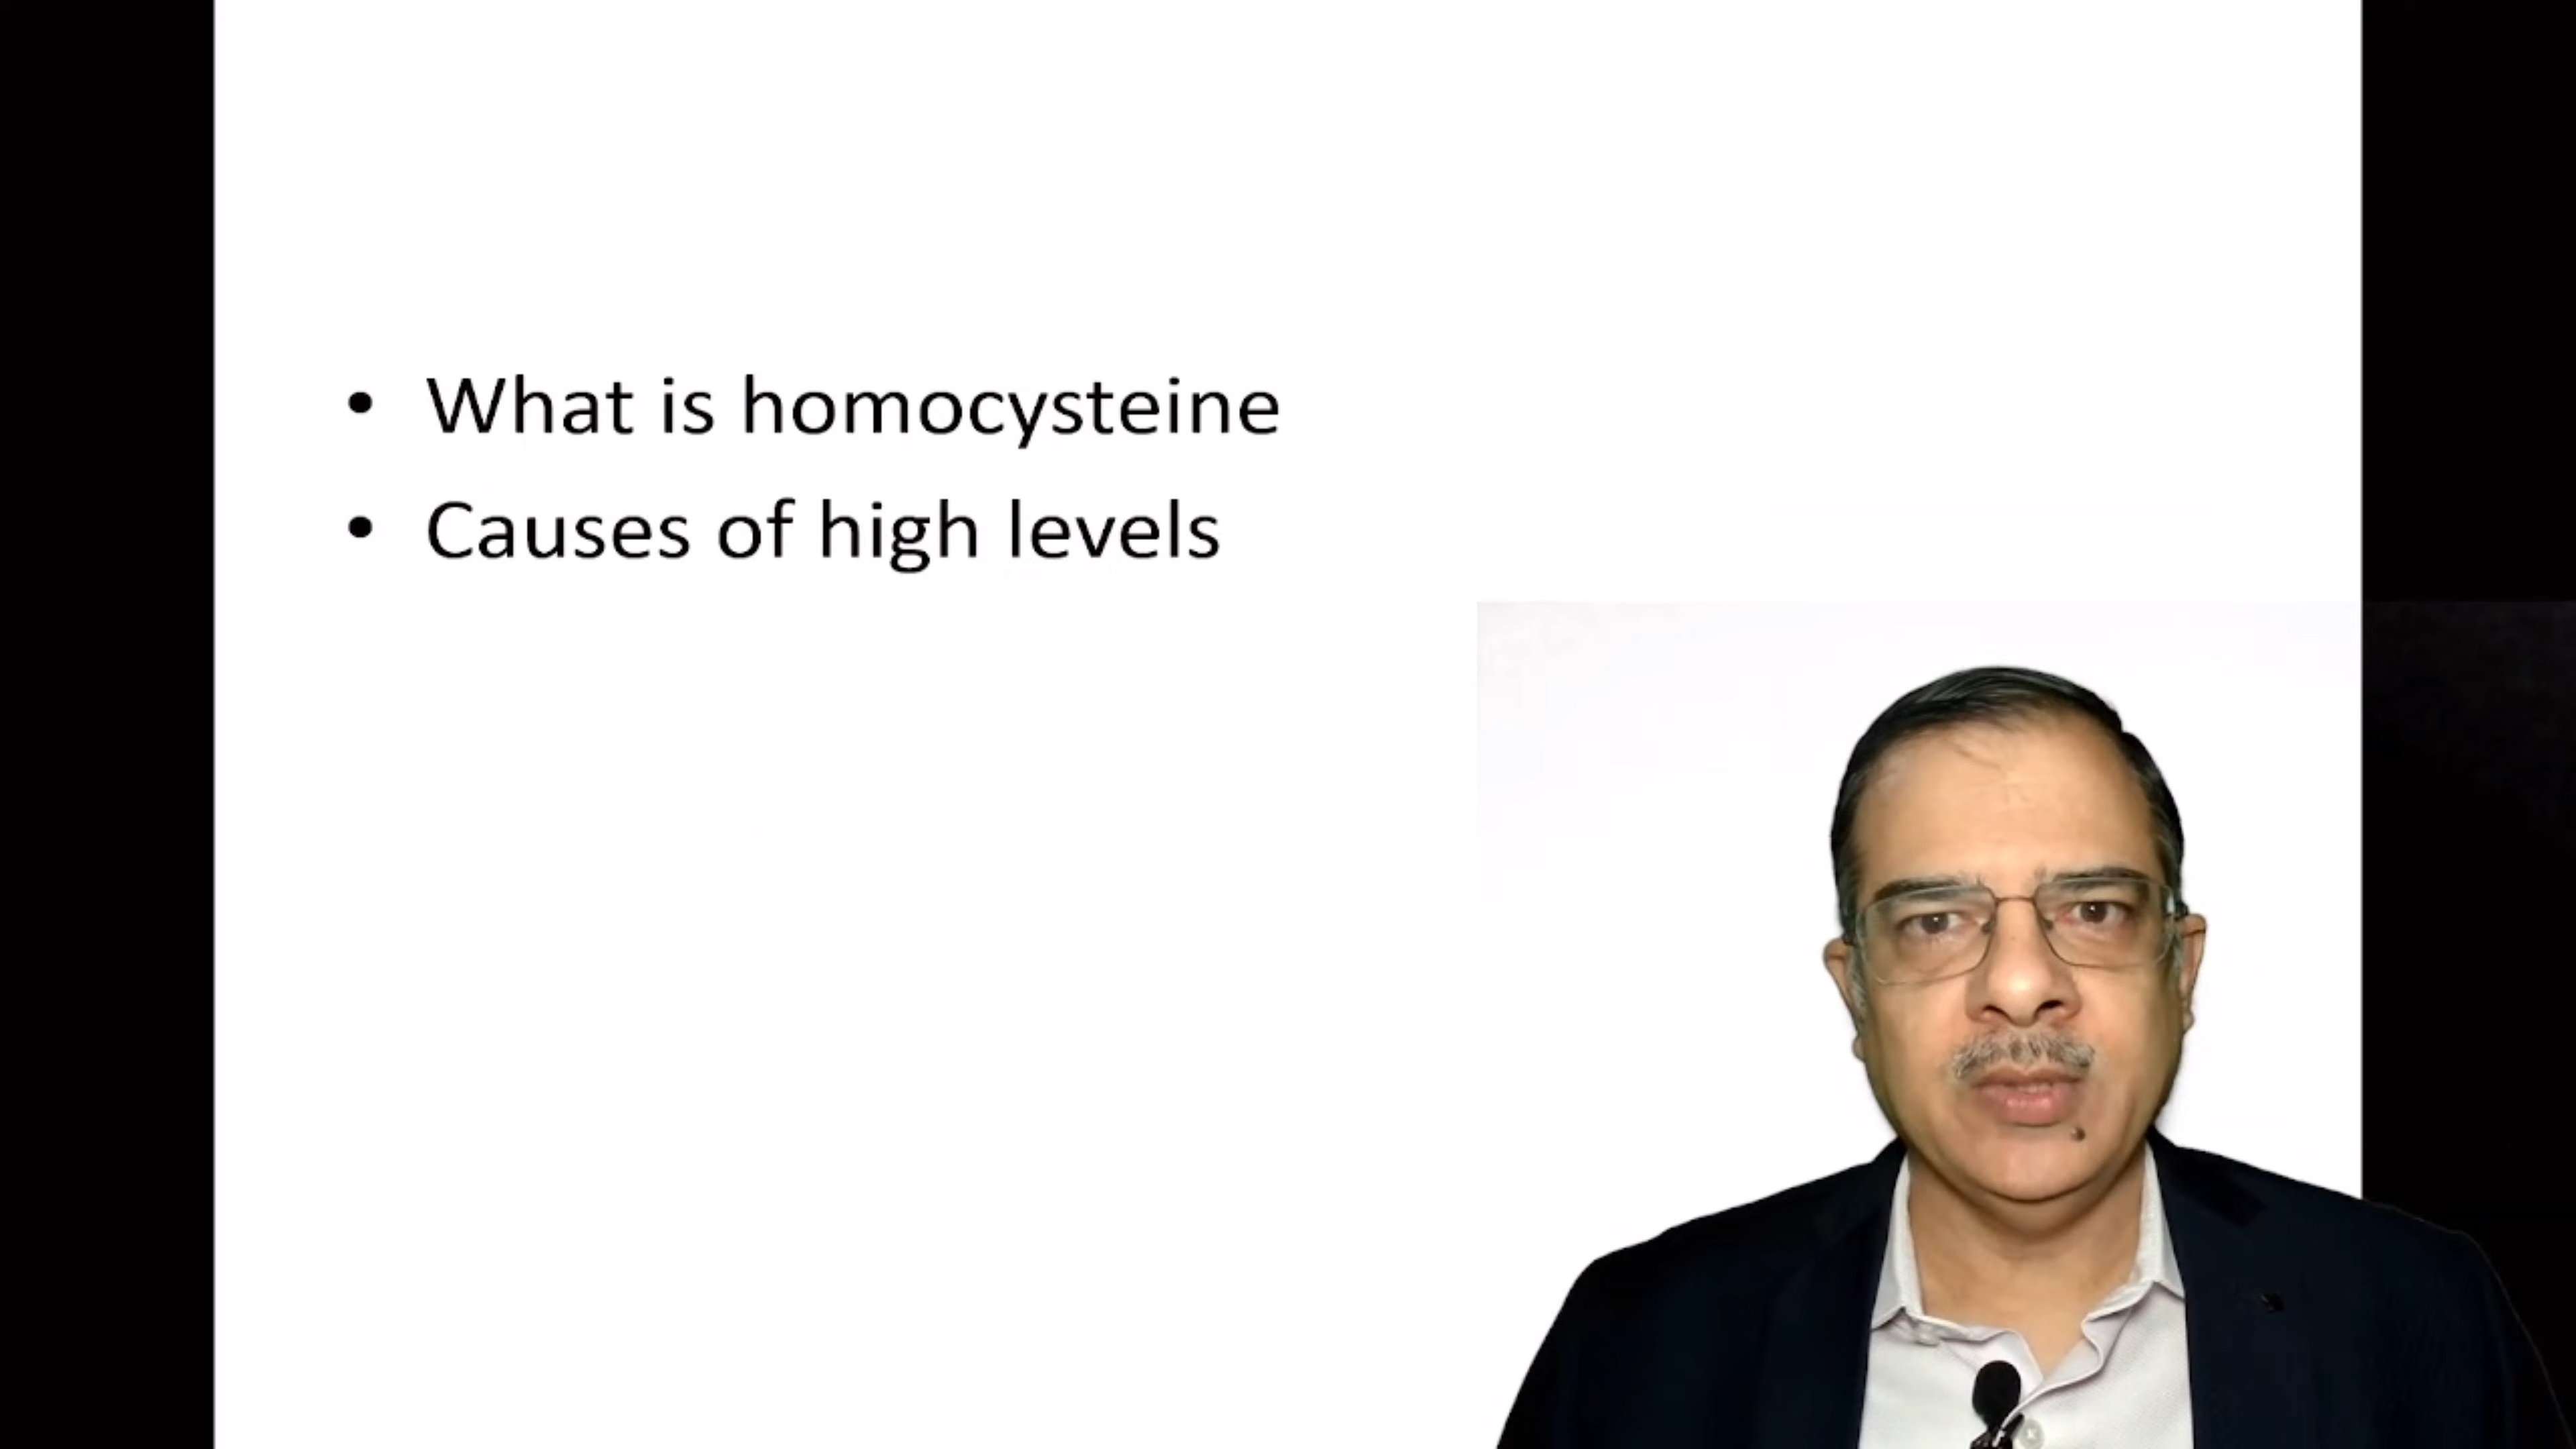 • What is homocysteine
• Causes of high levels